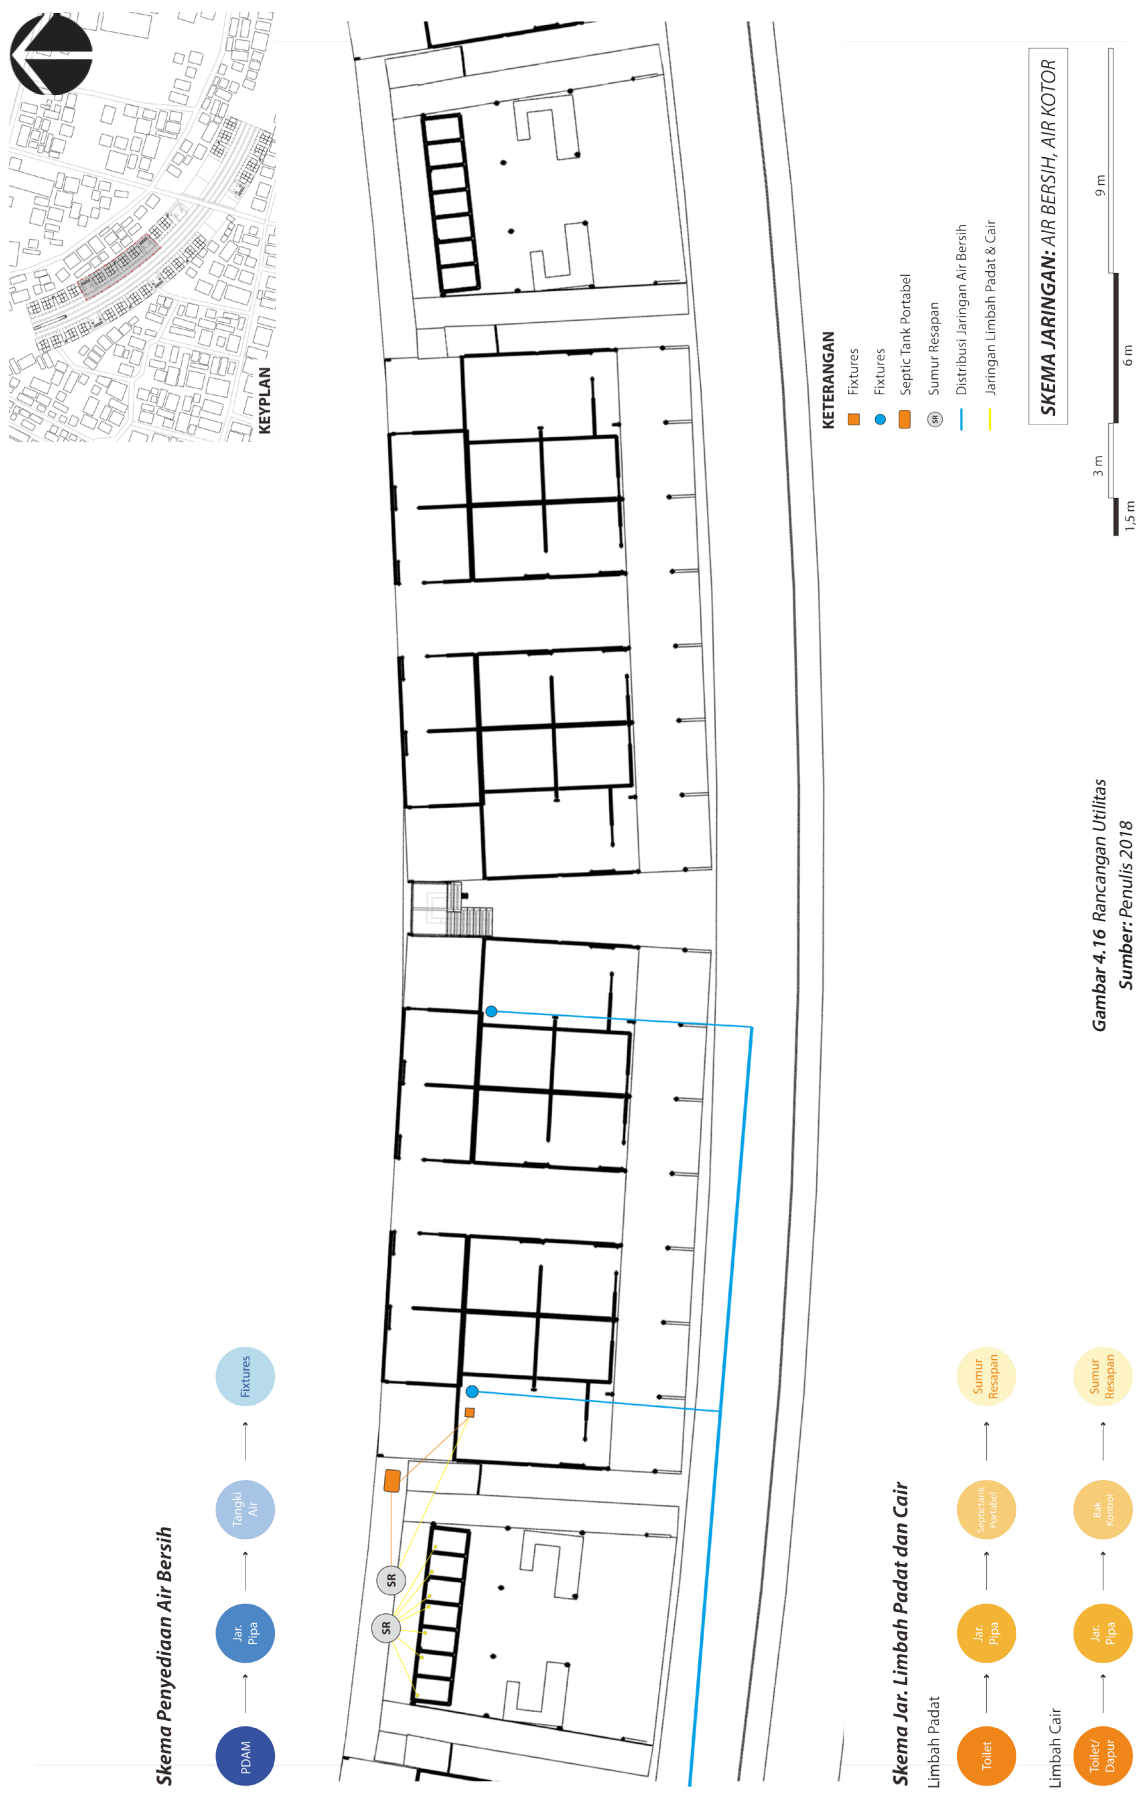 KEYPLAN
KETERANGAN
Fixtures
Fixtures
Septic Tank Portabel
SR
Sumur Resapan
Distribusi Jaringan Air Bersih
Jaringan Limbah Padat & Cair
SKEMA JARINGAN: AIR BERSIH, AIR KOTOR
1,5 m
3 m
6 m
9 m
SR
SR
Skema Penyediaan Air Bersih
PDAM
Jar.
Pipa
Tangki
Air
Fixtures
Skema Jar. Limbah Padat dan Cair
Limbah Padat
Toilet
Jar.
Pipa
Septictank
Portabel
Sumur
Resapan
Limbah Cair
Toilet/
Dapur
Jar.
Pipa
Bak
Kontrol
Sumur
Resapan
Gambar 4.16 Rancangan Utilitas
Sumber: Penulis 2018